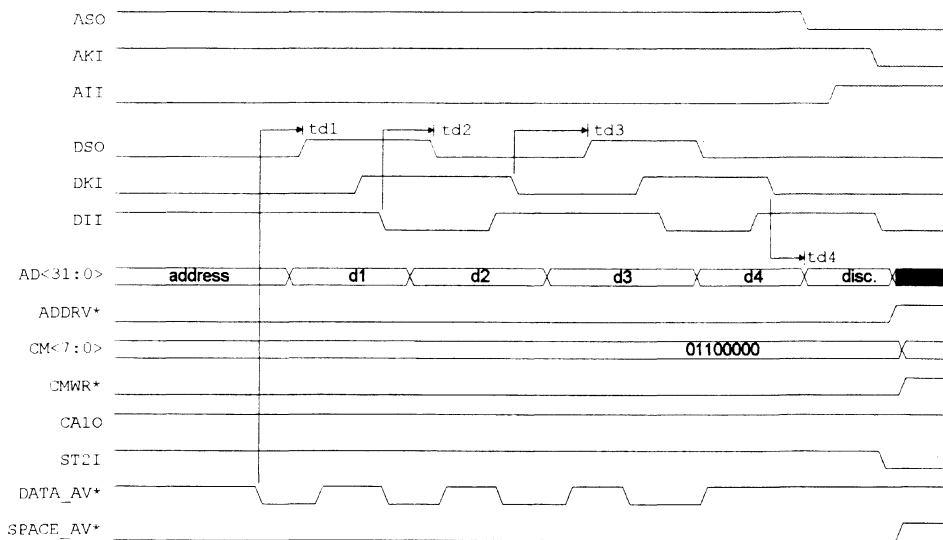 ASO
AKI
AII
td1 td2 td3
DSO
DKI
DII
td4
AD<31:0> address d1 d2 d3 d4 disc.
ADDRV*
CM<7:0> 01100000
CMWR*
CA1O
ST2I
DATA_AV*
SPACE_AV*